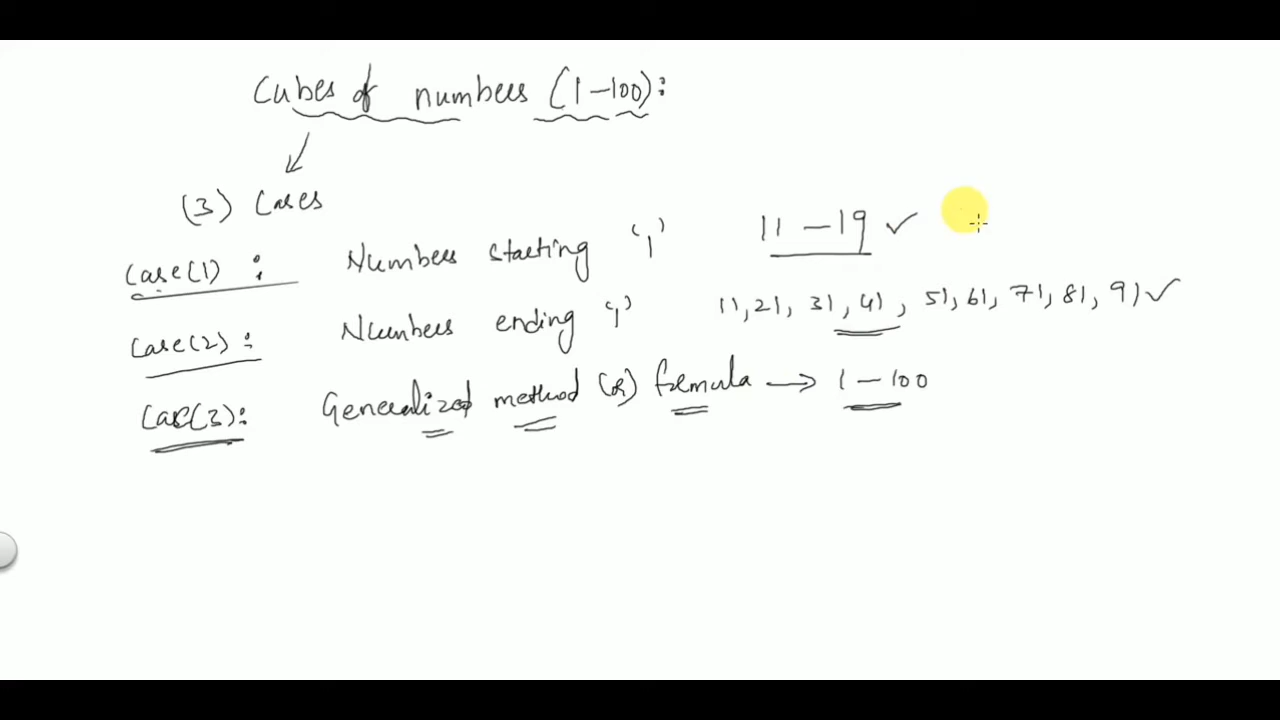 Cubes of numbers (1-100):
(3) Cases
Case(1) : Numbers starting '1' 11 - 19 ✓
Case(2) : Numbers ending '1' 11, 21, 31, 41, 51, 61, 71, 81, 91 ✓
Case(3): Generalized method (or) formula → 1 - 100